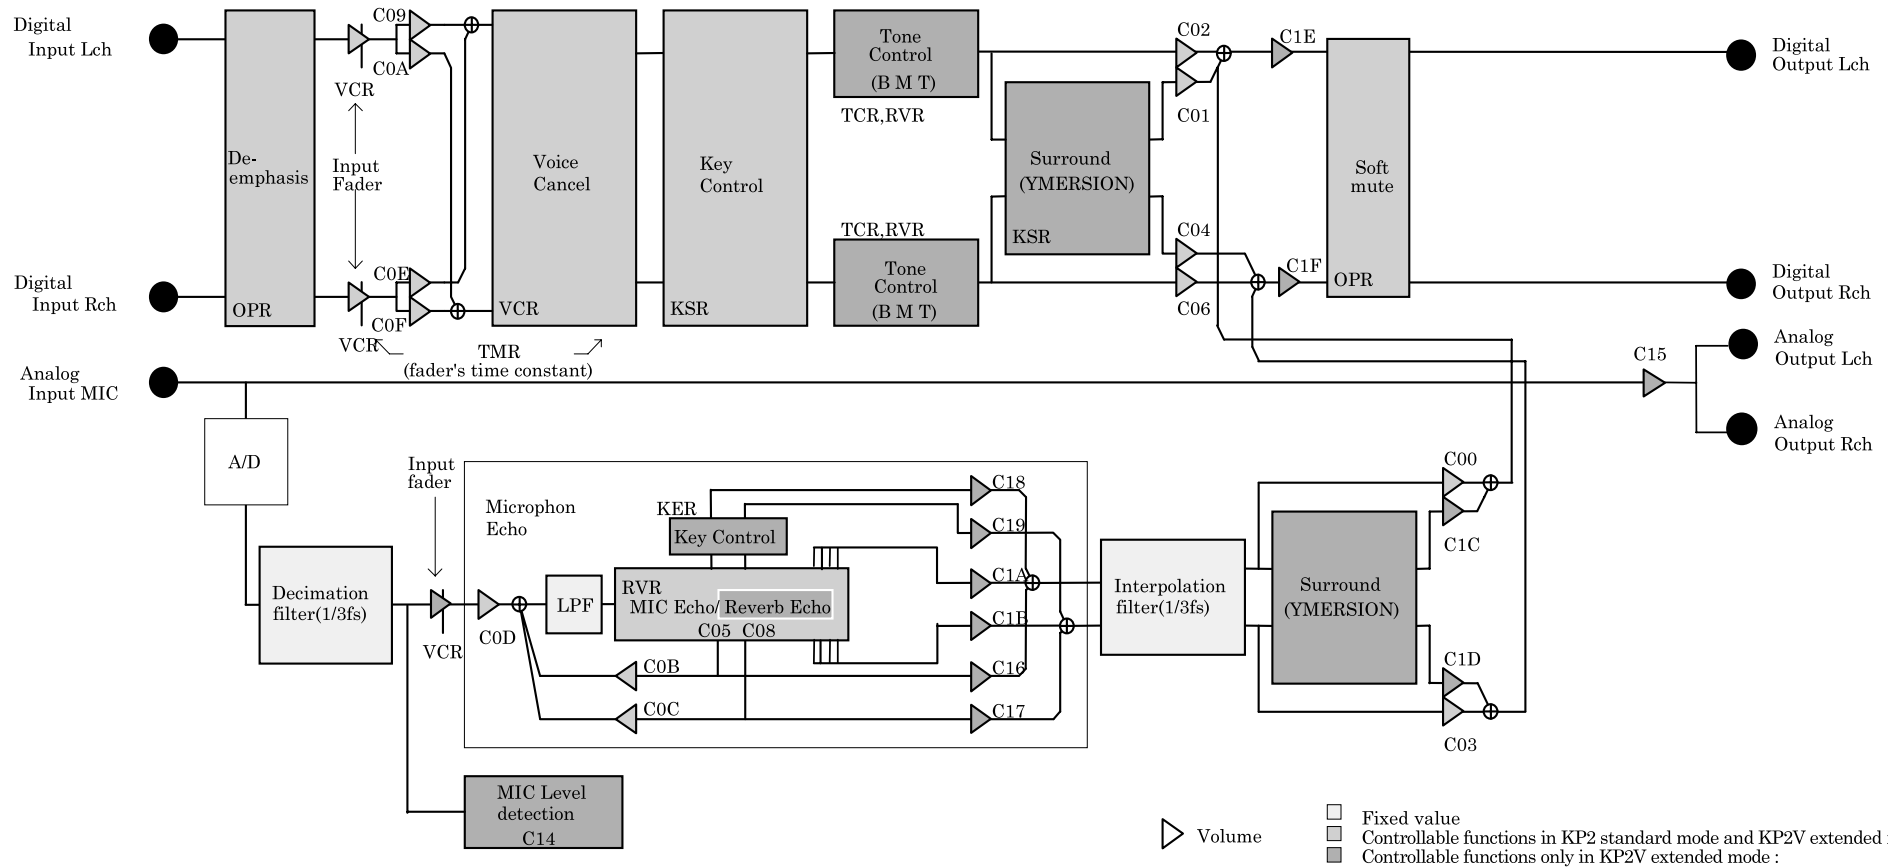 Digital
Input Lch
C09
C0A
VCR
De-
emphasis
OPR
Input
Fader
Digital
Input Rch
C0E
C0F
VCR
TMR
(fader's time constant)
Voice
Cancel
VCR
Key
Control
KSR
Tone
Control
(B M T)
TCR,RVR
TCR,RVR
Tone
Control
(B M T)
Surround
(YMERSION)
KSR
C02
C01
C04
C06
C1E
C1F
Soft
mute
OPR
Digital
Output Lch
Digital
Output Rch
Analog
Input MIC
C15
Analog
Output Lch
Analog
Output Rch
A/D
Decimation
filter(1/3fs)
Input
fader
VCR
Microphon
Echo
C0D
LPF
KER
Key Control
RVR
MIC Echo/ Reverb Echo
C05 C08
C0B
C0C
C18
C19
C1A
C1B
C16
C17
Interpolation
filter(1/3fs)
Surround
(YMERSION)
C00
C1C
C1D
C03
MIC Level
detection
C14
Volume
Fixed value
Controllable functions in KP2 standard mode and KP2V extended
Controllable functions only in KP2V extended mode :